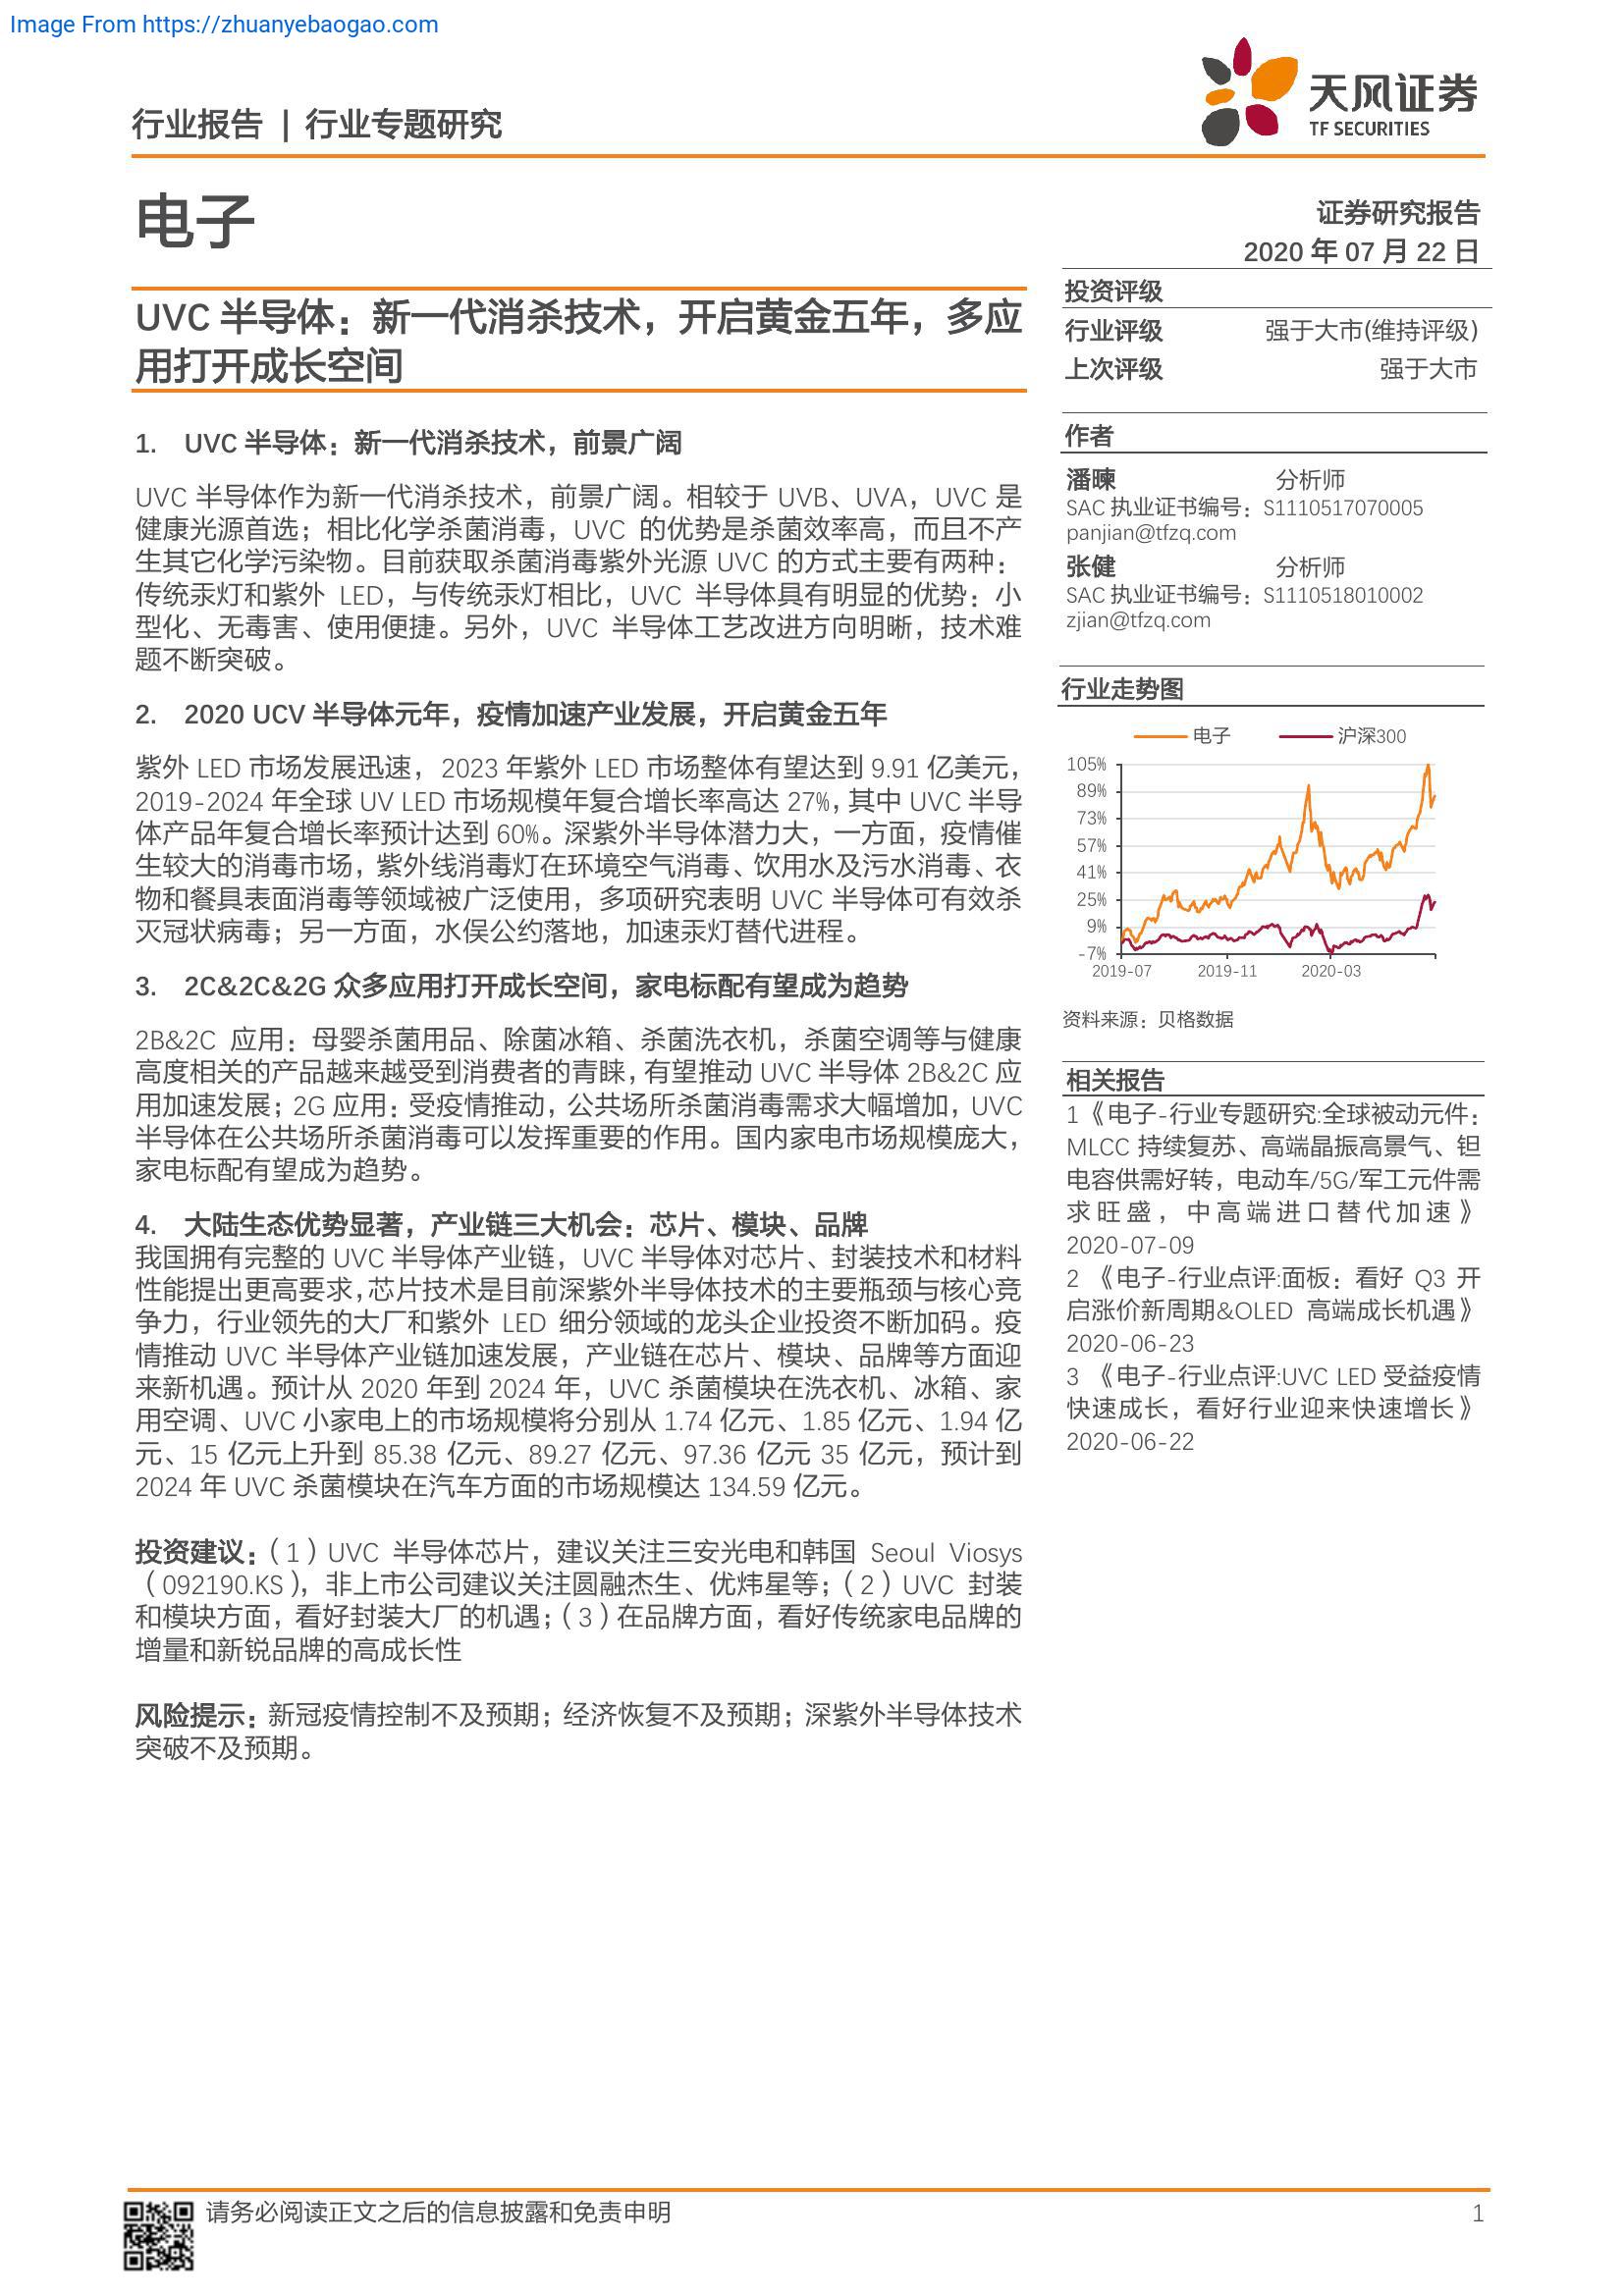 Image From https://zhuanyebaogao.com
行业报告 | 行业专题研究
天风证券
TF SECURITIES
电子
证券研究报告
2020 年 07 月 22 日
UVC 半导体：新一代消杀技术，开启黄金五年，多应
用打开成长空间
1. UVC 半导体：新一代消杀技术，前景广阔
UVC 半导体作为新一代消杀技术，前景广阔。相较于 UVB、UVA，UVC 是
健康光源首选；相比化学杀菌消毒，UVC 的优势是杀菌效率高，而且不产
生其它化学污染物。目前获取杀菌消毒紫外光源 UVC 的方式主要有两种：
传统汞灯和紫外 LED，与传统汞灯相比，UVC 半导体具有明显的优势：小
型化、无毒害、使用便捷。另外，UVC 半导体工艺改进方向明晰，技术难
题不断突破。
2. 2020 UCV 半导体元年，疫情加速产业发展，开启黄金五年
紫外 LED 市场发展迅速，2023 年紫外 LED 市场整体有望达到 9.91 亿美元，
2019-2024 年全球 UV LED 市场规模年复合增长率高达 27%，其中 UVC 半导
体产品年复合增长率预计达到 60%。深紫外半导体潜力大，一方面，疫情催
生较大的消毒市场，紫外线消毒灯在环境空气消毒、饮用水及污水消毒、衣
物和餐具表面消毒等领域被广泛使用，多项研究表明 UVC 半导体可有效杀
灭冠状病毒；另一方面，水俣公约落地，加速汞灯替代进程。
3. 2C&2C&2G 众多应用打开成长空间，家电标配有望成为趋势
2B&2C 应用：母婴杀菌用品、除菌冰箱、杀菌洗衣机，杀菌空调等与健康
高度相关的产品越来越受到消费者的青睐，有望推动 UVC 半导体 2B&2C 应
用加速发展；2G 应用：受疫情推动，公共场所杀菌消毒需求大幅增加，UVC
半导体在公共场所杀菌消毒可以发挥重要的作用。国内家电市场规模庞大，
家电标配有望成为趋势。
4. 大陆生态优势显著，产业链三大机会：芯片、模块、品牌
我国拥有完整的 UVC 半导体产业链，UVC 半导体对芯片、封装技术和材料
性能提出更高要求，芯片技术是目前深紫外半导体技术的主要瓶颈与核心竞
争力，行业领先的大厂和紫外 LED 细分领域的龙头企业投资不断加码。疫
情推动 UVC 半导体产业链加速发展，产业链在芯片、模块、品牌等方面迎
来新机遇。预计从 2020 年到 2024 年，UVC 杀菌模块在洗衣机、冰箱、家
用空调、UVC 小家电上的市场规模将分别从 1.74 亿元、1.85 亿元、1.94 亿
元、15 亿元上升到 85.38 亿元、89.27 亿元、97.36 亿元 35 亿元，预计到
2024 年 UVC 杀菌模块在汽车方面的市场规模达 134.59 亿元。
投资建议：（1）UVC 半导体芯片，建议关注三安光电和韩国 Seoul Viosys
（092190.KS），非上市公司建议关注圆融杰生、优炜星等；（2）UVC 封装
和模块方面，看好封装大厂的机遇；（3）在品牌方面，看好传统家电品牌的
增量和新锐品牌的高成长性
风险提示：新冠疫情控制不及预期；经济恢复不及预期；深紫外半导体技术
突破不及预期。
投资评级
行业评级 强于大市(维持评级)
上次评级 强于大市
作者
潘暕 分析师
SAC 执业证书编号：S1110517070005
panjian@tfzq.com
张健 分析师
SAC 执业证书编号：S1110518010002
zjian@tfzq.com
行业走势图
电子 沪深300
105%
89%
73%
57%
41%
25%
9%
-7%
2019-07 2019-11 2020-03
资料来源：贝格数据
相关报告
1《电子-行业专题研究:全球被动元件：
MLCC 持续复苏、高端晶振高景气、钽
电容供需好转，电动车/5G/军工元件需
求旺盛，中高端进口替代加速》
2020-07-09
2 《电子-行业点评:面板：看好 Q3 开
启涨价新周期&OLED 高端成长机遇》
2020-06-23
3 《电子-行业点评:UVC LED 受益疫情
快速成长，看好行业迎来快速增长》
2020-06-22
请务必阅读正文之后的信息披露和免责申明
1